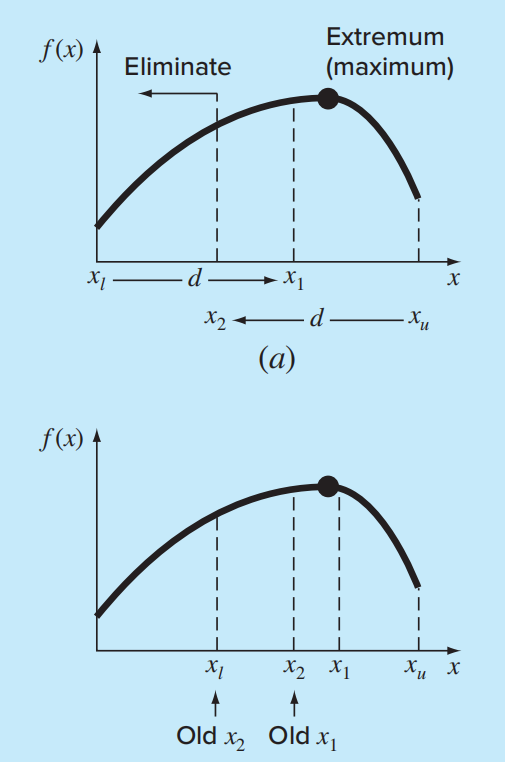 f(x)
Extremum
Eliminate (maximum)
x_l d x_1 x
x_2 d x_u
(a)
f(x)
x_l x_2 x_1 x_u x
Old x_2 Old x_1